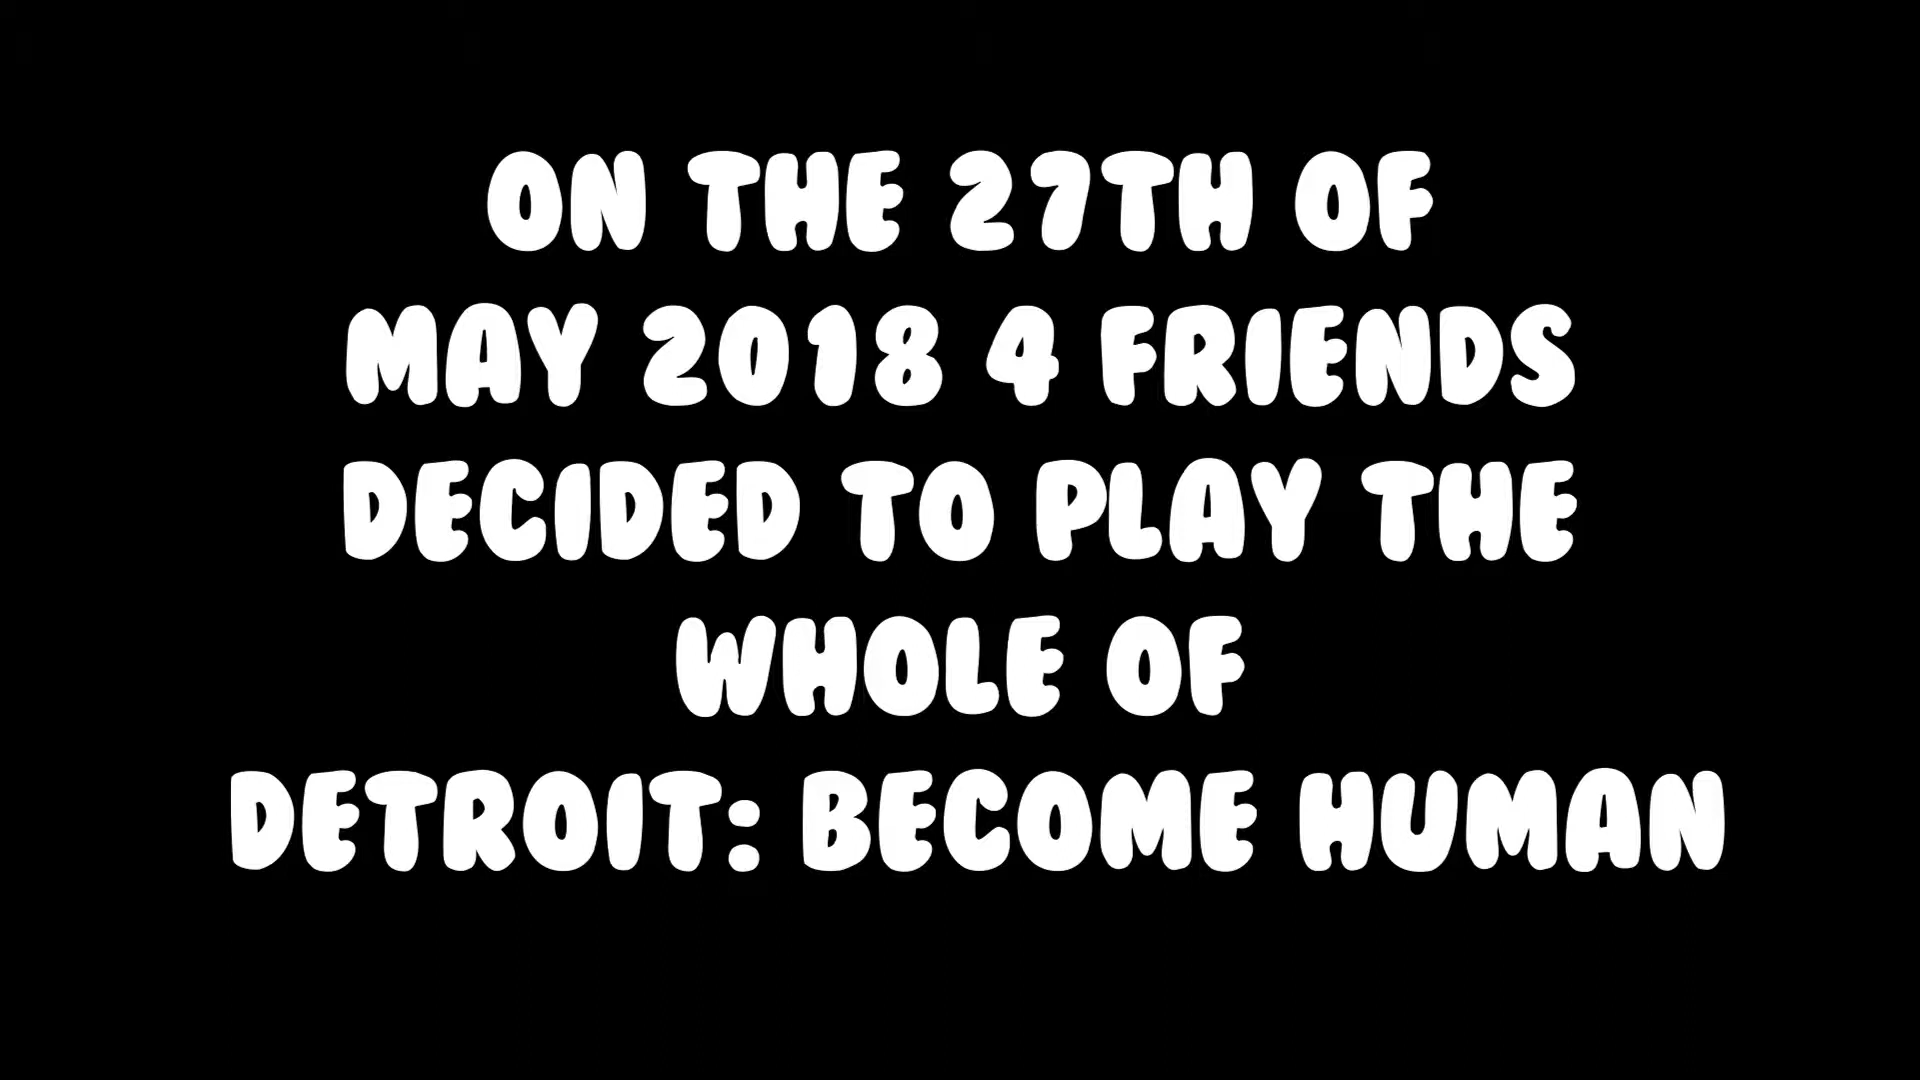 ON THE 27TH OF
MAY 2018 4 FRIENDS
DECIDED TO PLAY THE
WHOLE OF
DETROIT: BECOME HUMAN